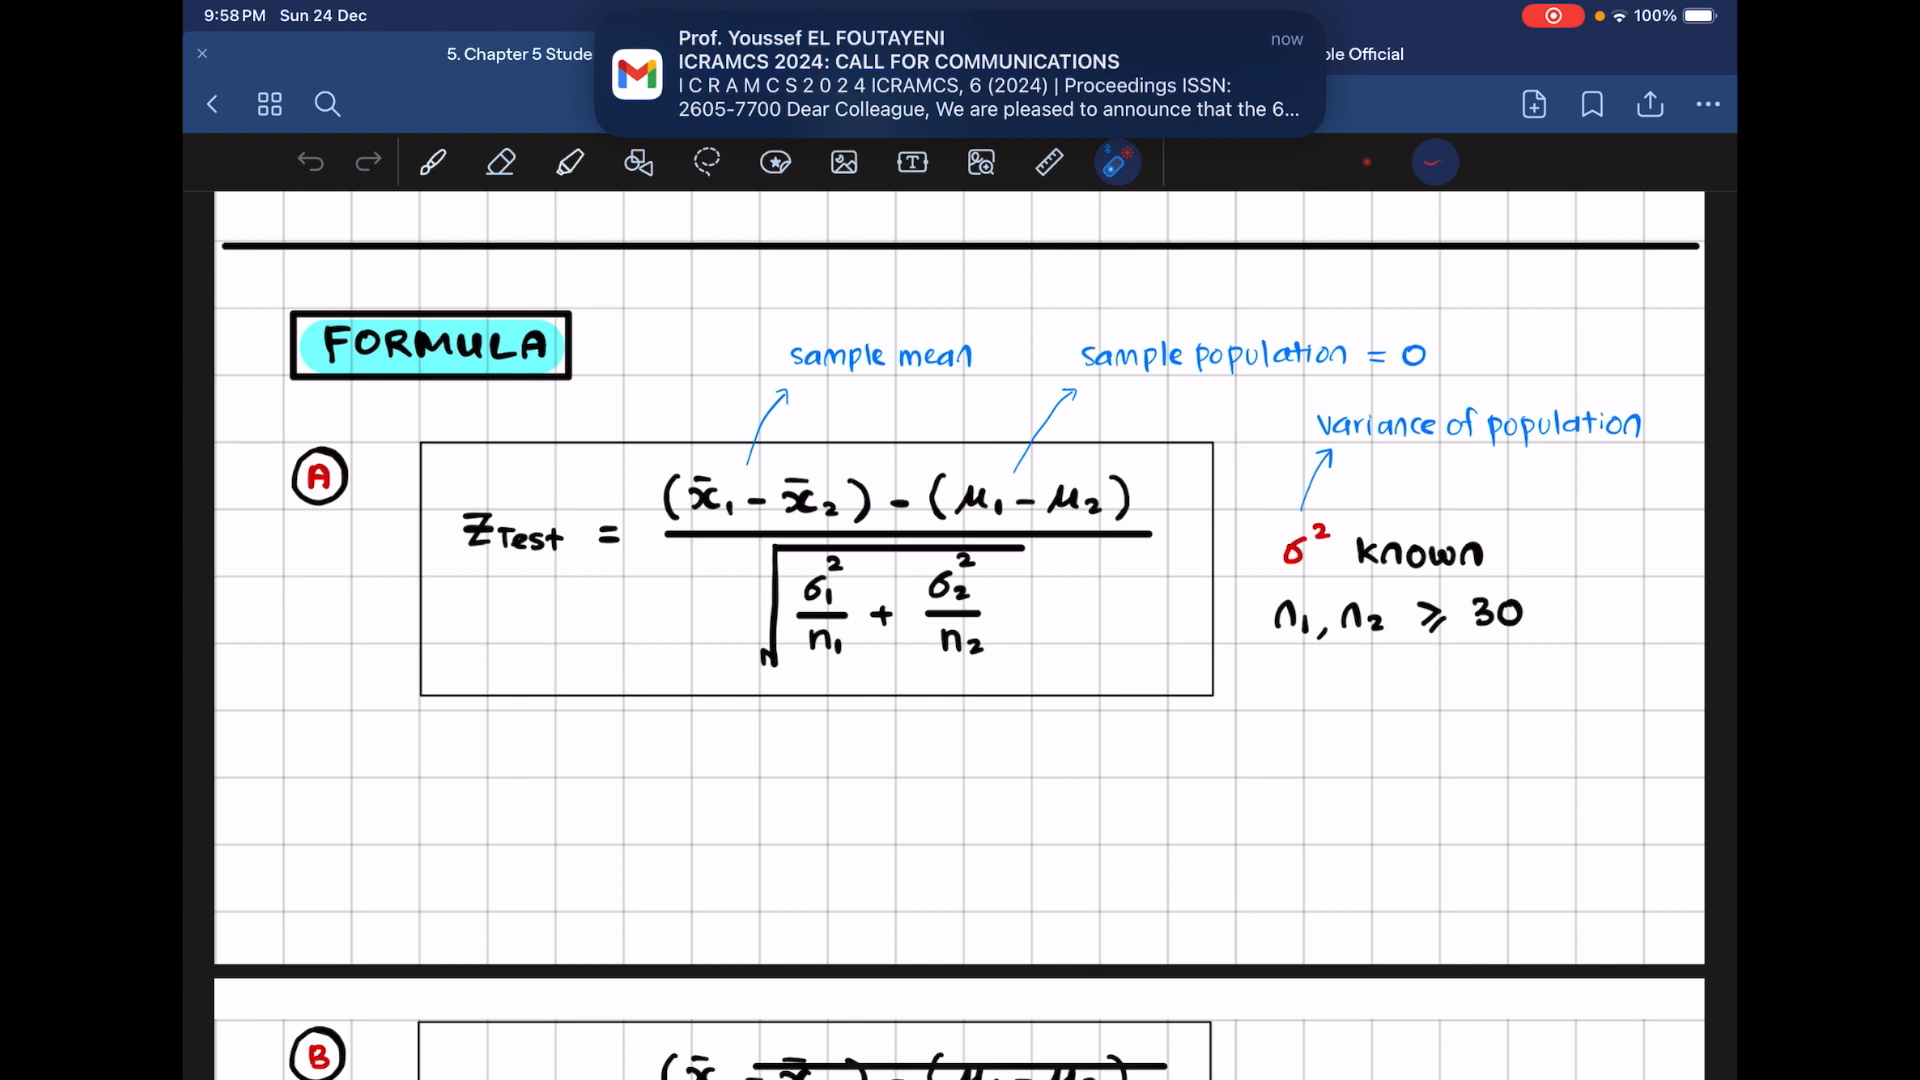 9:58 PM Sun 24 Dec
100%
5. Chapter 5 Stude
ble Official
Prof. Youssef EL FOUTAYENI
now
ICRAMCS 2024: CALL FOR COMMUNICATIONS
I C R A M C S 2 0 2 4 ICRAMCS, 6 (2024) | Proceedings ISSN:
2605-7700 Dear Colleague, We are pleased to announce that the 6...
FORMULA
sample mean
sample population = 0
variance of population
A
Z Test = (x̄₁ - x̄₂) - (μ₁ - μ₂) / √(σ₁²/n₁ + σ₂²/n₂)
σ² known
n₁, n₂ ⩾ 30
B